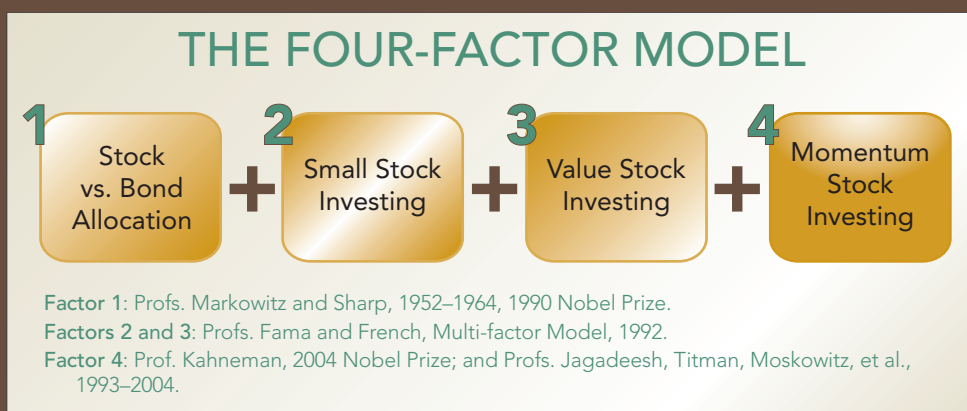 THE FOUR-FACTOR MODEL
1
Stock
vs. Bond
Allocation
+
2
Small Stock
Investing
+
3
Value Stock
Investing
+
4
Momentum
Stock
Investing
Factor 1: Profs. Markowitz and Sharp, 1952–1964, 1990 Nobel Prize.
Factors 2 and 3: Profs. Fama and French, Multi-factor Model, 1992.
Factor 4: Prof. Kahneman, 2004 Nobel Prize; and Profs. Jagadeesh, Titman, Moskowitz, et al.,
1993–2004.